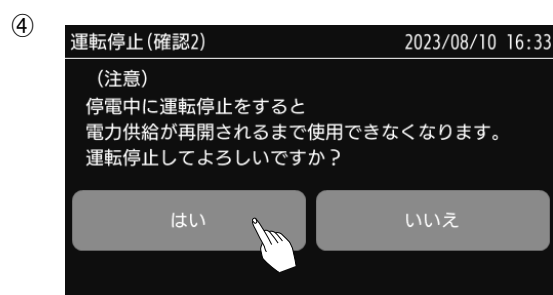 ④
運転停止(確認2) 2023/08/10 16:33
(注意)
停電中に運転停止をすると
電力供給が再開されるまで使用できなくなります。
運転停止してよろしいですか？
はい いいえ